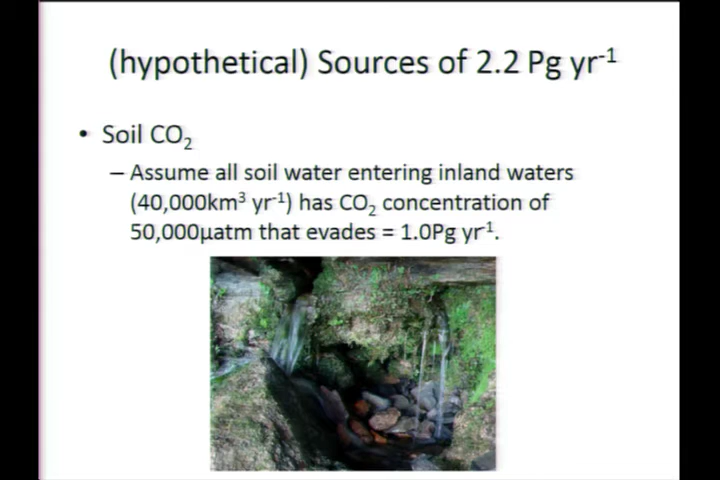 (hypothetical) Sources of 2.2 Pg yr⁻¹
• Soil CO₂
– Assume all soil water entering inland waters
(40,000km³ yr⁻¹) has CO₂ concentration of
50,000µatm that evades = 1.0Pg yr⁻¹.